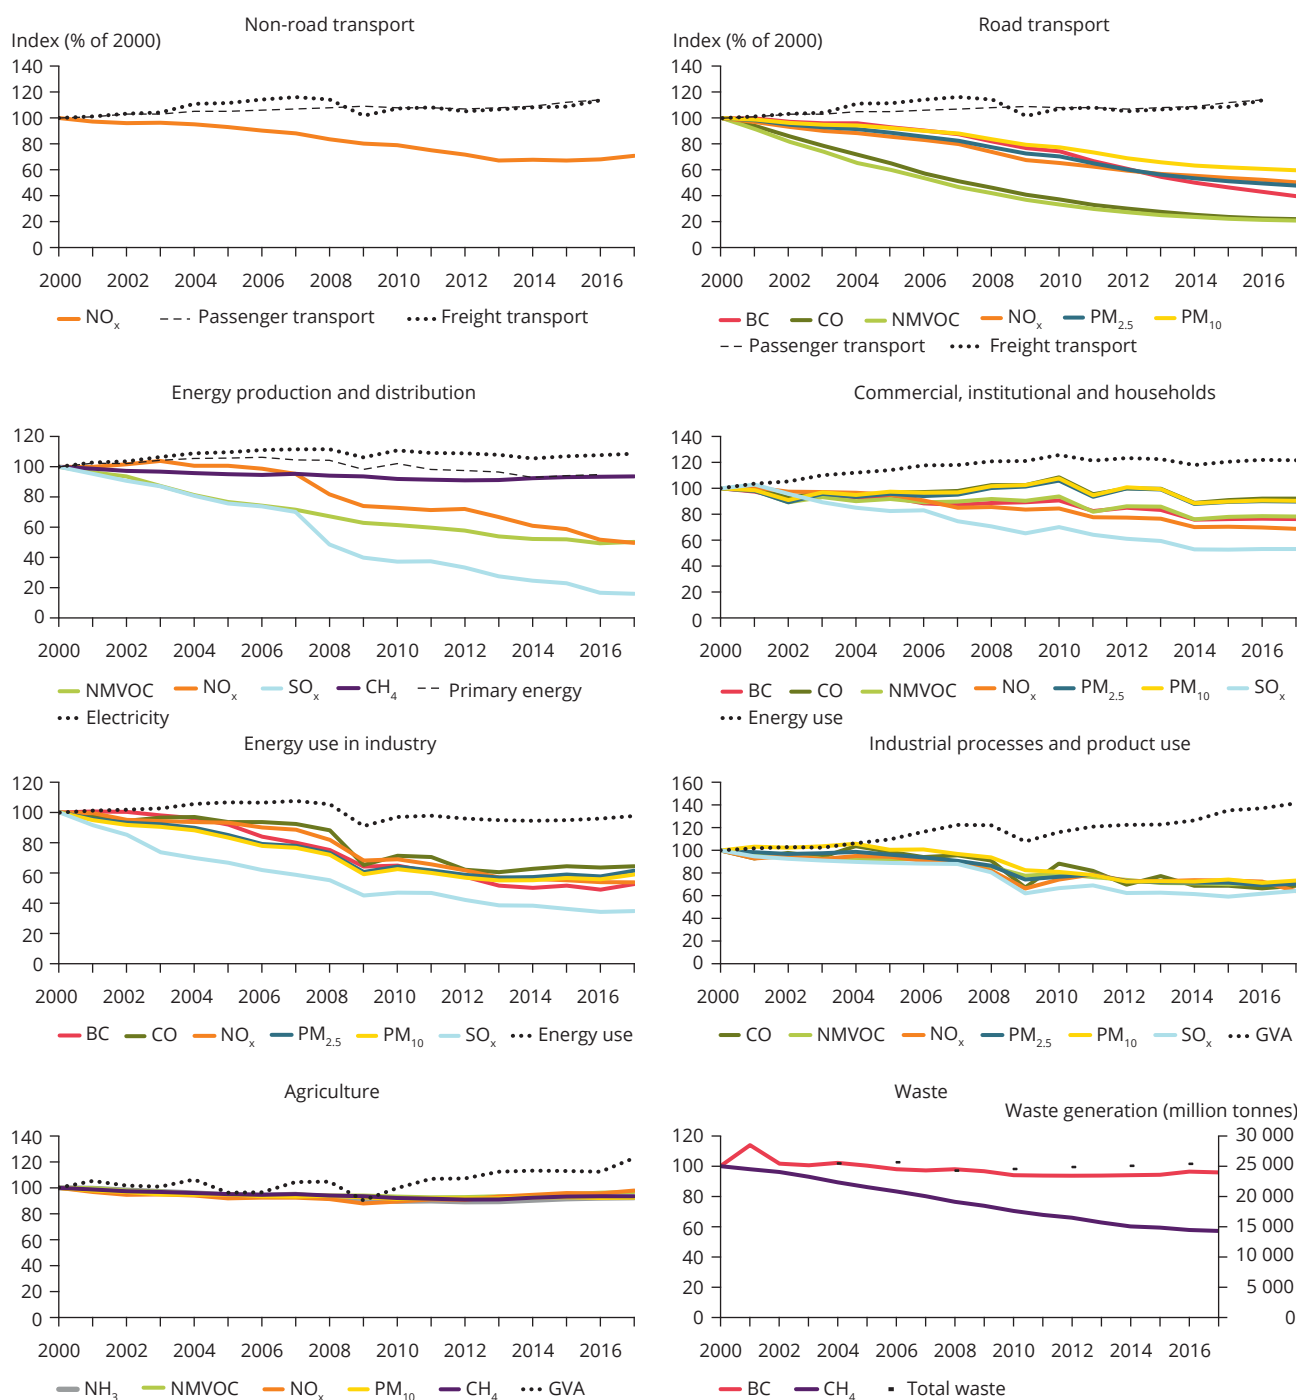 Non-road transport
Index (% of 2000)
140
120
100
80
60
40
20
0
2000 2002 2004 2006 2008 2010 2012 2014 2016
NOx Passenger transport Freight transport
Road transport
Index (% of 2000)
140
120
100
80
60
40
20
0
2000 2002 2004 2006 2008 2010 2012 2014 2016
BC CO NMVOC NOx PM2.5 PM10
Passenger transport Freight transport
Energy production and distribution
120
100
80
60
40
20
0
2000 2002 2004 2006 2008 2010 2012 2014 2016
NMVOC NOx SOx CH4 Primary energy
Electricity
Commercial, institutional and households
140
120
100
80
60
40
20
0
2000 2002 2004 2006 2008 2010 2012 2014 2016
BC CO NMVOC NOx PM2.5 PM10 SOx
Energy use
Energy use in industry
120
100
80
60
40
20
0
2000 2002 2004 2006 2008 2010 2012 2014 2016
BC CO NOx PM2.5 PM10 SOx Energy use
Industrial processes and product use
160
140
120
100
80
60
40
20
0
2000 2002 2004 2006 2008 2010 2012 2014 2016
CO NMVOC NOx PM2.5 PM10 SOx GVA
Agriculture
140
120
100
80
60
40
20
0
2000 2002 2004 2006 2008 2010 2012 2014 2016
NH3 NMVOC NOx PM10 CH4 GVA
Waste
Waste generation (million tonnes)
120
100
80
60
40
20
0
30 000
25 000
20 000
15 000
10 000
5 000
0
2000 2002 2004 2006 2008 2010 2012 2014 2016
BC CH4 Total waste